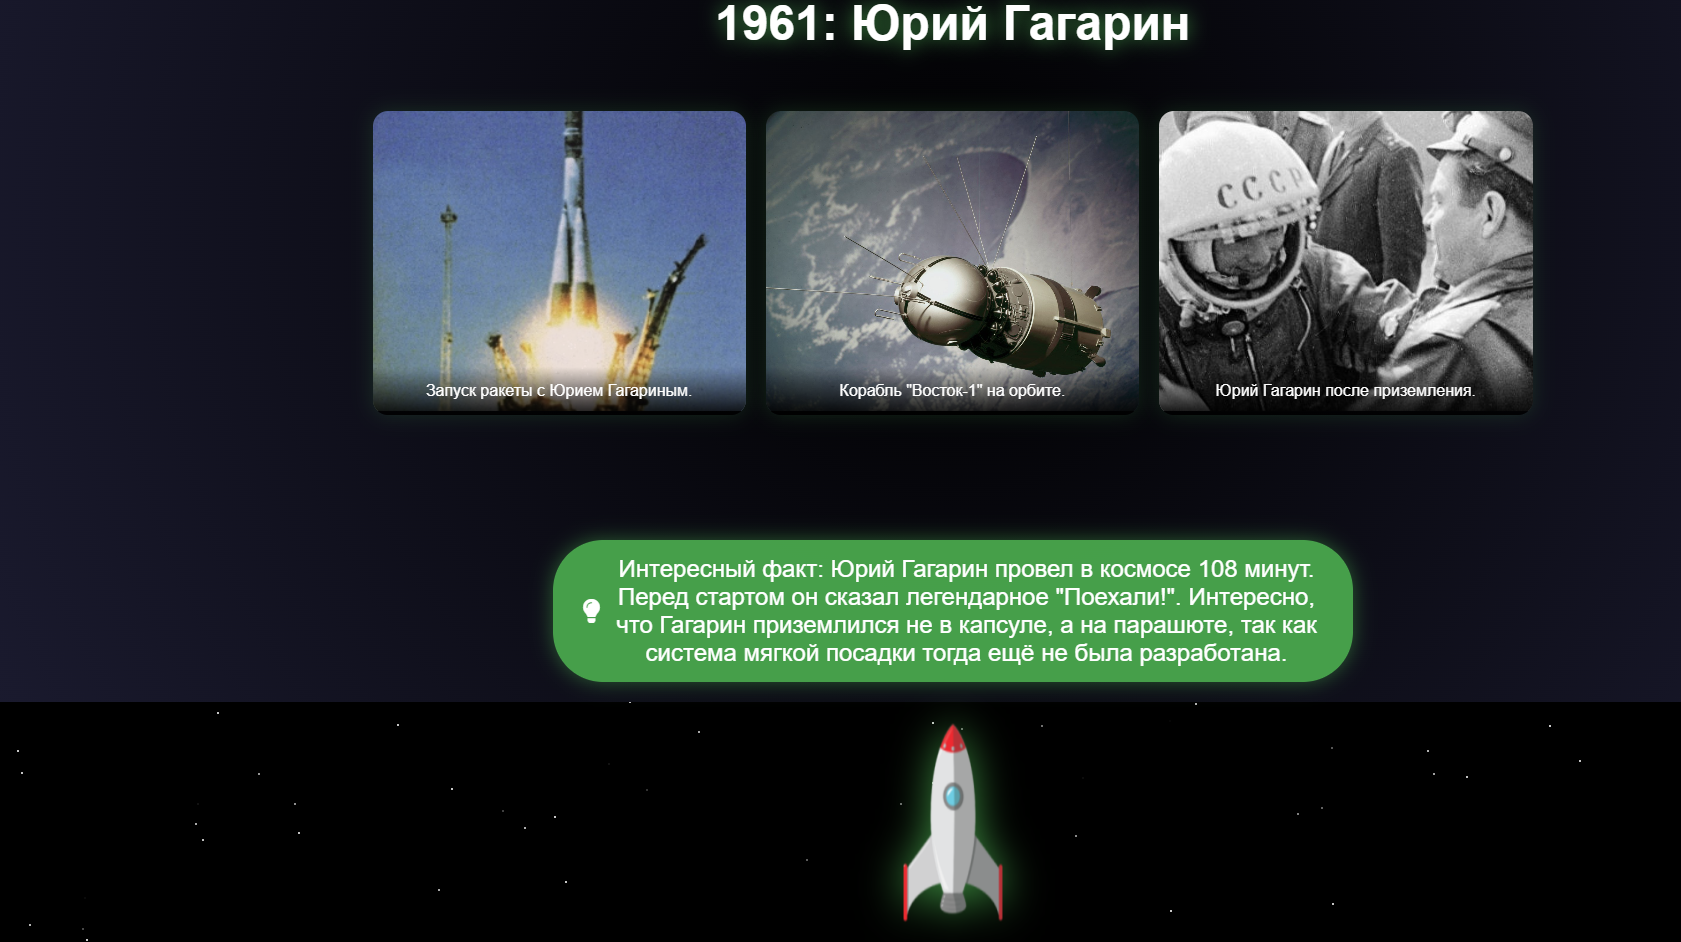 1961: Юрий Гагарин
СССР
Запуск ракеты с Юрием Гагариным.
Корабль "Восток-1" на орбите.
Юрий Гагарин после приземления.
Интересный факт: Юрий Гагарин провел в космосе 108 минут.
Перед стартом он сказал легендарное "Поехали!". Интересно,
что Гагарин приземлился не в капсуле, а на парашюте, так как
система мягкой посадки тогда ещё не была разработана.